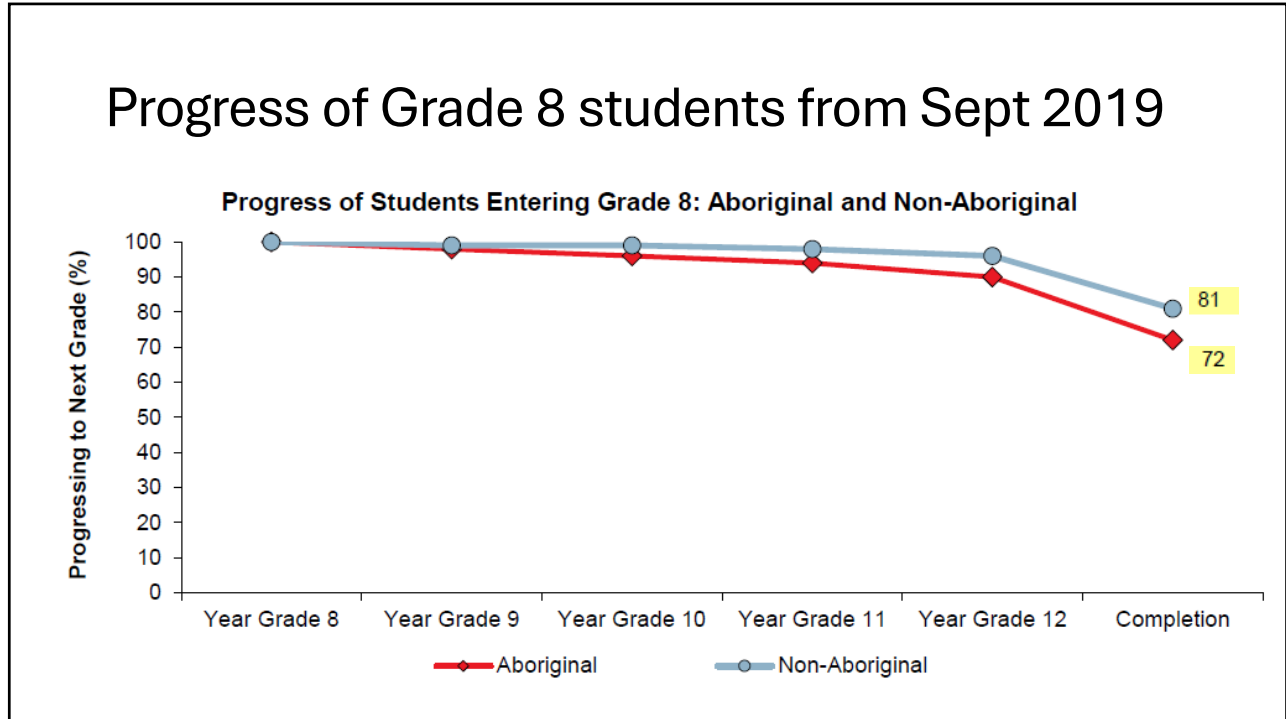 Progress of Grade 8 students from Sept 2019
Progress of Students Entering Grade 8: Aboriginal and Non-Aboriginal
Progressing to Next Grade (%)
100
90
80
70
60
50
40
30
20
10
0
81
72
Year Grade 8 Year Grade 9 Year Grade 10 Year Grade 11 Year Grade 12 Completion
Aboriginal Non-Aboriginal